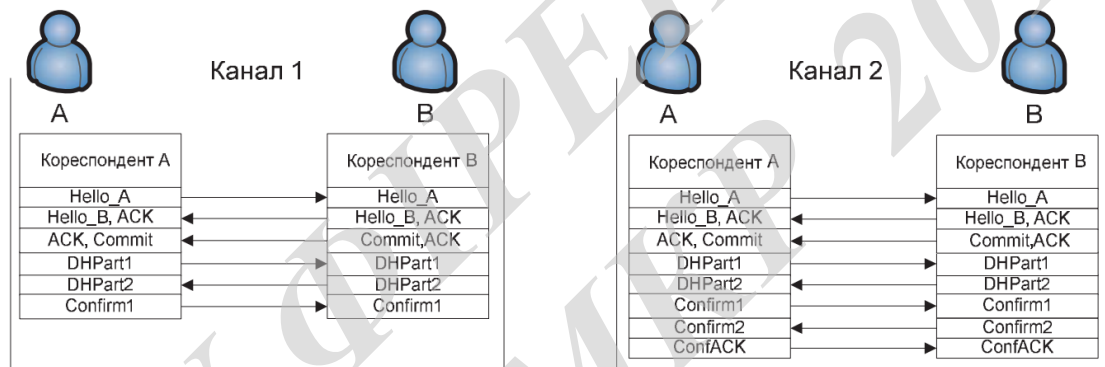 Канал 1
A
B
Кореспондент А
Кореспондент В
Hello_A
Hello_A
Hello_B, ACK
Hello_B, ACK
ACK, Commit
Commit,ACK
DHPart1
DHPart1
DHPart2
DHPart2
Confirm1
Confirm1
Канал 2
A
B
Кореспондент А
Кореспондент В
Hello_A
Hello_A
Hello_B, ACK
Hello_B, ACK
ACK, Commit
Commit,ACK
DHPart1
DHPart1
DHPart2
DHPart2
Confirm1
Confirm1
Confirm2
Confirm2
ConfACK
ConfACK